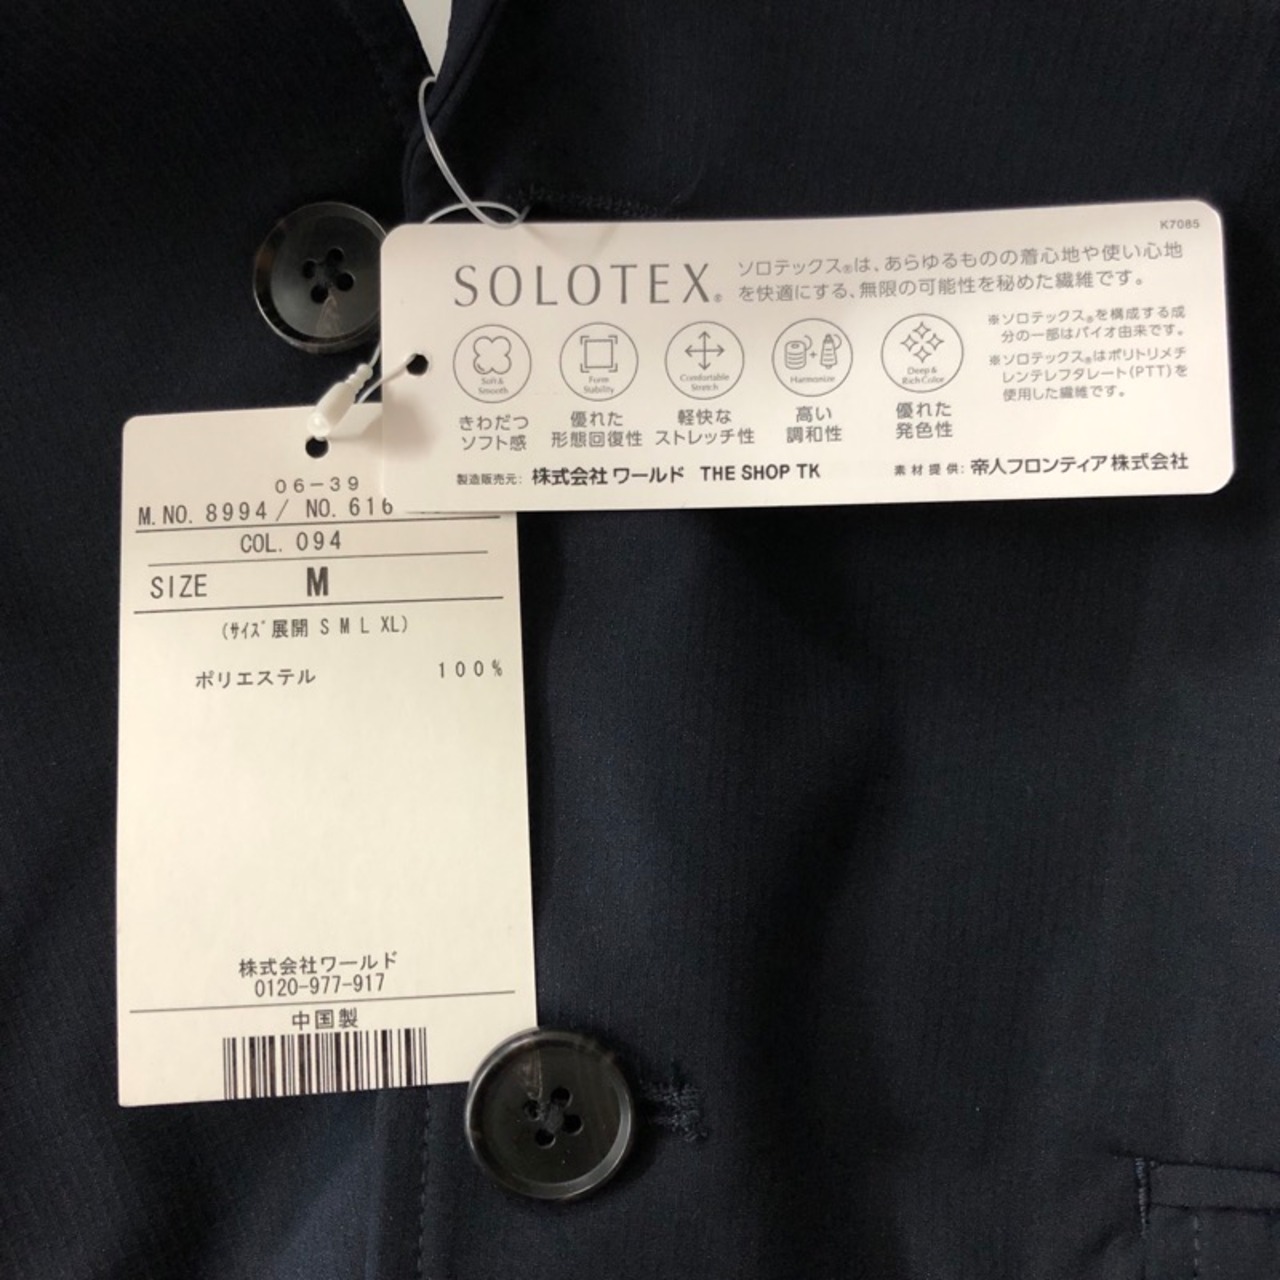 K7085
SOLOTEX®
ソロテックス®は、あらゆるものの着心地や使い心地
を快適にする、無限の可能性を秘めた繊維です。
※ソロテックス®を構成する成
分の一部はバイオ由来です。
※ソロテックス®はポリトリメチ
レンテレフタレート(PTT)を
使用した繊維です。
Soft &
Smooth
きわだつ
ソフト感
Form
Stability
優れた
形態回復性
Comfortable
Stretch
軽快な
ストレッチ性
Harmonize
高い
調和性
Deep &
Rich Color
優れた
発色性
製造販売元: 株式会社 ワールド THE SHOP TK
素材提供: 帝人フロンティア株式会社
06-39
M.NO. 8994/ NO. 616
COL. 094
SIZE M
(ｻｲｽﾞ展開 S M L XL)
ポリエステル 100%
株式会社ワールド
0120-977-917
中国製